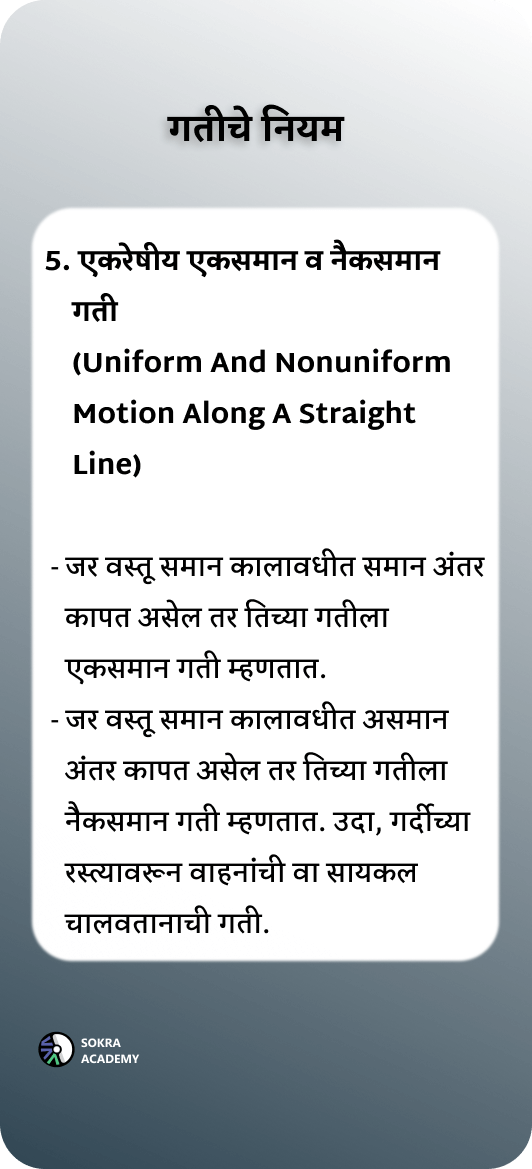 गतीचे नियम
5. एकरेषीय एकसमान व नैकसमान
गती
(Uniform And Nonuniform
Motion Along A Straight
Line)
- जर वस्तू समान कालावधीत समान अंतर
कापत असेल तर तिच्या गतीला
एकसमान गती म्हणतात.
- जर वस्तू समान कालावधीत असमान
अंतर कापत असेल तर तिच्या गतीला
नैकसमान गती म्हणतात. उदा, गर्दीच्या
रस्त्यावरून वाहनांची वा सायकल
चालवतानाची गती.
SOKRA
ACADEMY